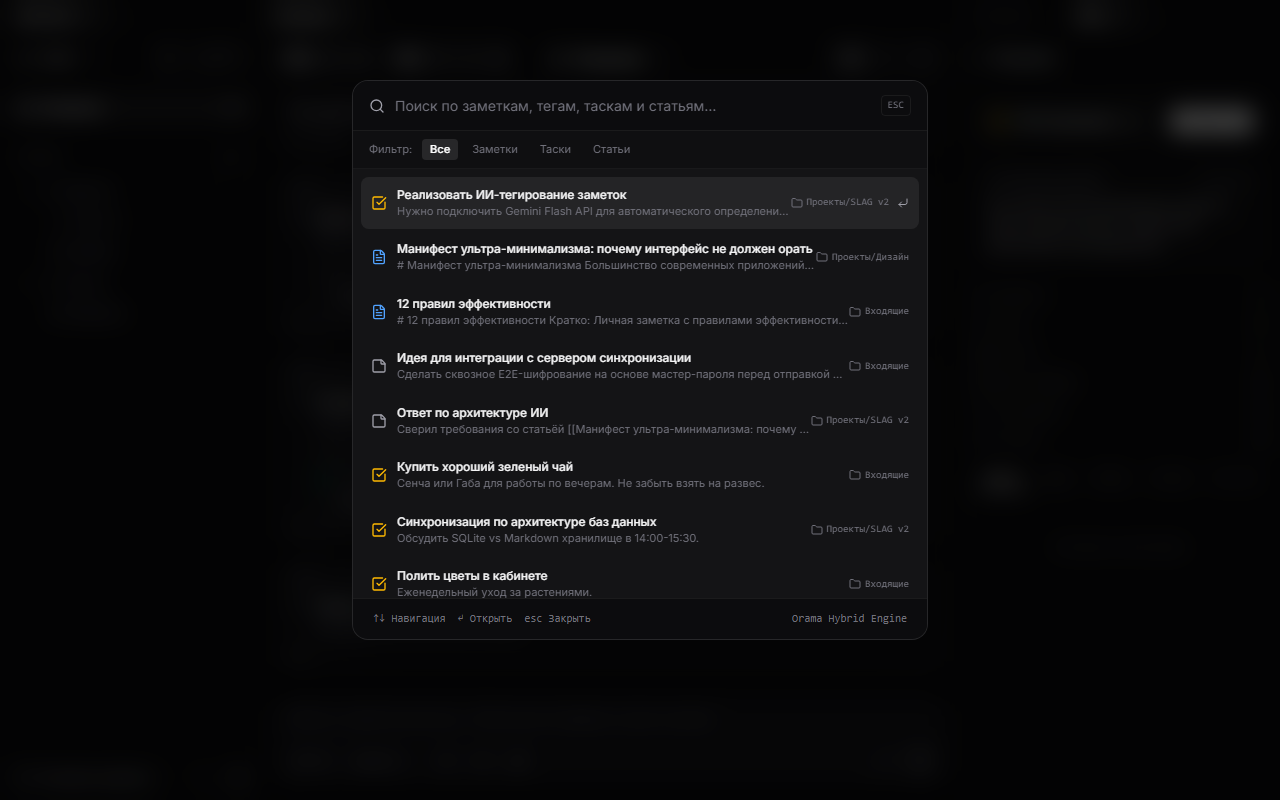 Поиск по заметкам, тегам, таскам и статьям...
ESC
Фильтр: Все Заметки Таски Статьи
Реализовать ИИ-тегирование заметок
Нужно подключить Gemini Flash API для автоматического определени...
Проекты/SLAG v2
Манифест ультра-минимализма: почему интерфейс не должен орать
# Манифест ультра-минимализма Большинство современных приложений...
Проекты/Дизайн
12 правил эффективности
# 12 правил эффективности Кратко: Личная заметка с правилами эффективности...
Входящие
Идея для интеграции с сервером синхронизации
Сделать сквозное E2E-шифрование на основе мастер-пароля перед отправкой ...
Входящие
Ответ по архитектуре ИИ
Сверил требования со статьёй [[Манифест ультра-минимализма: почему ...
Проекты/SLAG v2
Купить хороший зеленый чай
Сенча или Габа для работы по вечерам. Не забыть взять на развес.
Входящие
Синхронизация по архитектуре баз данных
Обсудить SQLite vs Markdown хранилище в 14:00-15:30.
Проекты/SLAG v2
Полить цветы в кабинете
Еженедельный уход за растениями.
Входящие
↑↓ Навигация ↵ Открыть esc Закрыть
Orama Hybrid Engine